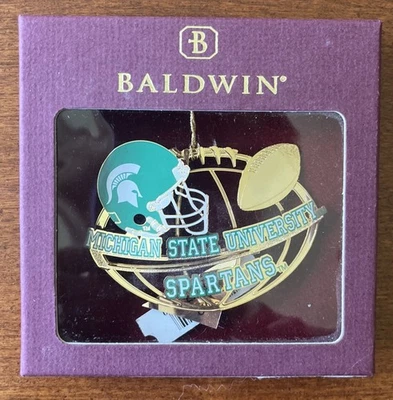 B
BALDWIN®
MICHIGAN STATE UNIVERSITY
SPARTANS